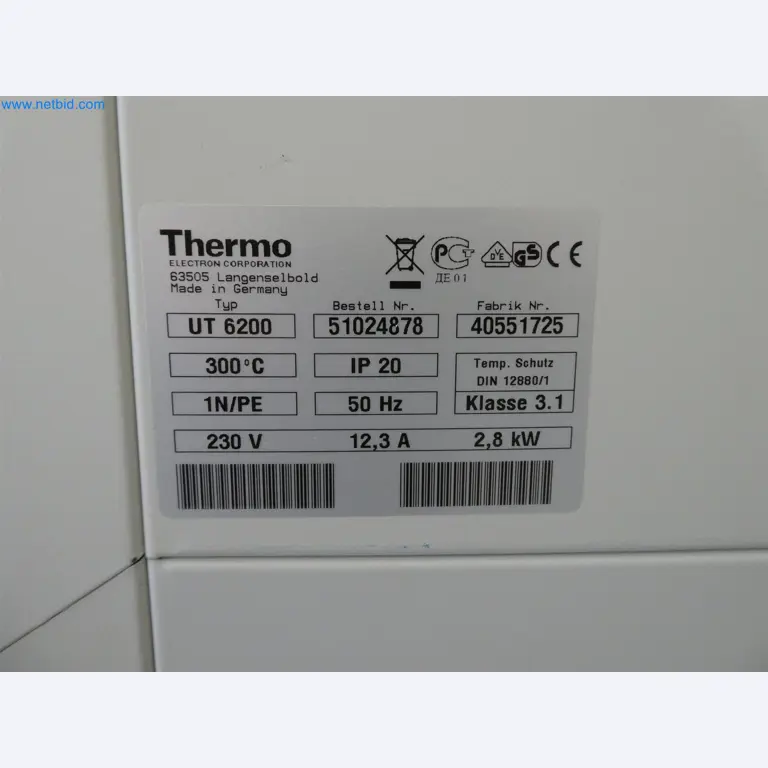 www.netbid.com
Thermo
ELECTRON CORPORATION
63505 Langenselbold
Made in Germany
ДЕ 01
Typ Bestell Nr. Fabrik Nr.
UT 6200 51024878 40551725
300°C IP 20 Temp. Schutz
DIN 12880/1
1N/PE 50 Hz Klasse 3.1
230 V 12,3 A 2,8 kW